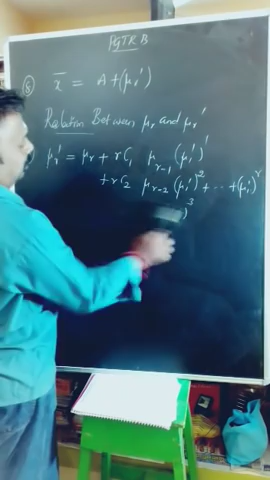 PGTRB
⑧ x̄ = A + (μ₁′)
Relation Between μᵣ and μᵣ′
μᵣ′ = μᵣ + rC₁ μᵣ₋₁ (μ₁′)¹
+ rC₂ μᵣ₋₂ (μ₁′)² + ... + (μ₁′)ʳ
)³